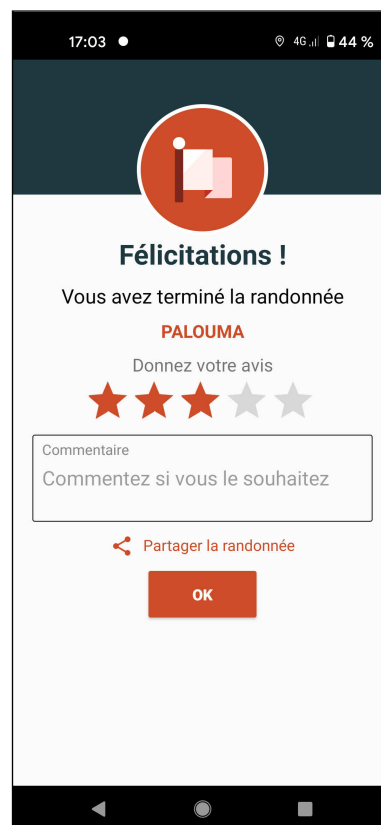 17:03 4G 44 %
Félicitations !
Vous avez terminé la randonnée
PALOUMA
Donnez votre avis
Commentaire
Commentez si vous le souhaitez
Partager la randonnée
OK